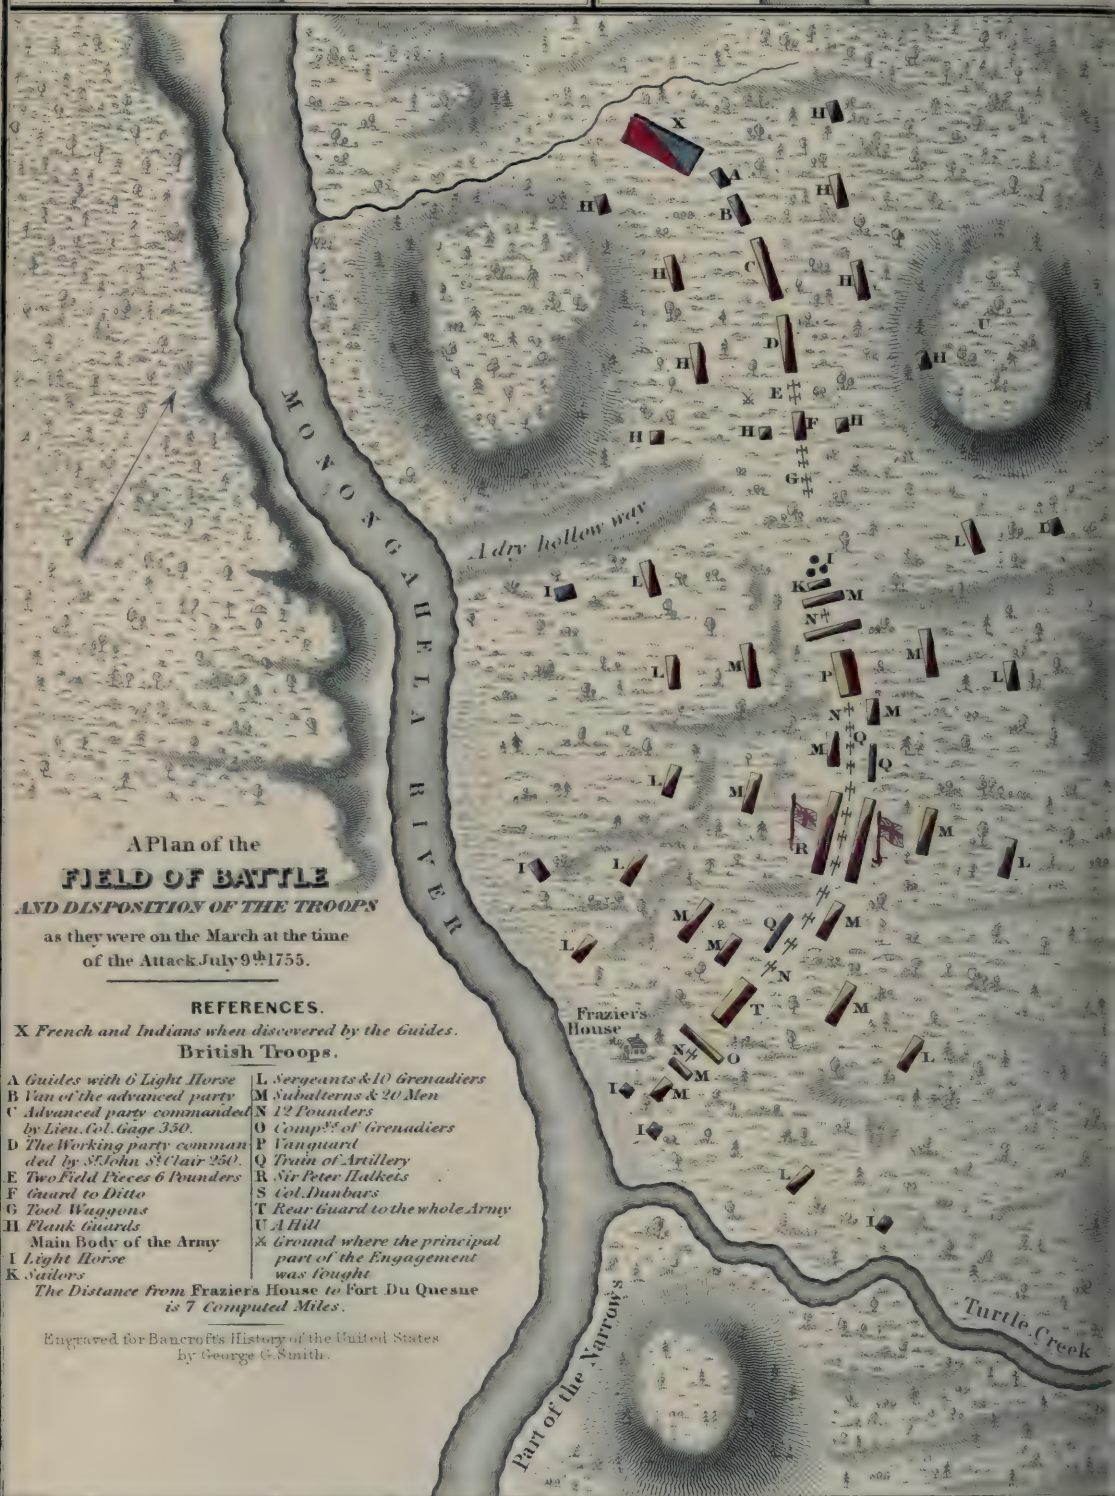 A Plan of the
FIELD OF BATTLE
AND DISPOSITION OF THE TROOPS
as they were on the March at the time
of the Attack July 9th 1755.
REFERENCES.
X French and Indians when discovered by the Guides.
British Troops.
A Guides with 6 Light Horse
B Van of the advanced party
C Advanced party commanded
by Lieu. Col. Gage 350.
D The Working party comman-
ded by Sr. John St. Clair 250.
E Two Field Pieces 6 Pounders
F Guard to Ditto
G Tool Waggons
H Flank Guards
Main Body of the Army
I Light Horse
K Sailors
L Sergeants & 10 Grenadiers
M Subalterns & 20 Men
N 12 Pounders
O Compys. of Grenadiers
P Vanguard
Q Train of Artillery
R Sir Peter Halkets
S Col. Dunbars
T Rear Guard to the whole Army
U A Hill
Ground where the principal
part of the Engagement
was fought
The Distance from Frazier's House to Fort Du Quesne
is 7 Computed Miles.
Engraved for Bancroft's History of the United States
by George G. Smith.
MONONGAHELA RIVER
A dry hollow way
Frazier's
House
Turtle Creek
Part of the Narrows
X
H
A
H
H
B
H
C
H
D
U
H
H
E
H
H
F
H
G
L
L
I
I
L
K
M
N
L
M
P
M
L
N
M
M
Q
Q
L
M
R
S
M
L
I
L
M
Q
M
M
L
N
T
M
N
O
L
M
I
M
I
L
I